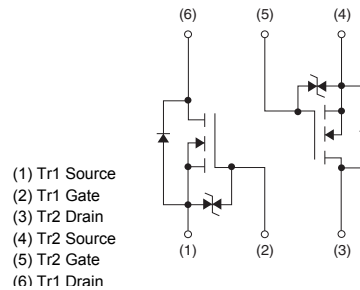 (6) (5) (4)
(1) Tr1 Source
(2) Tr1 Gate
(3) Tr2 Drain
(4) Tr2 Source
(5) Tr2 Gate
(6) Tr1 Drain
(1) (2) (3)